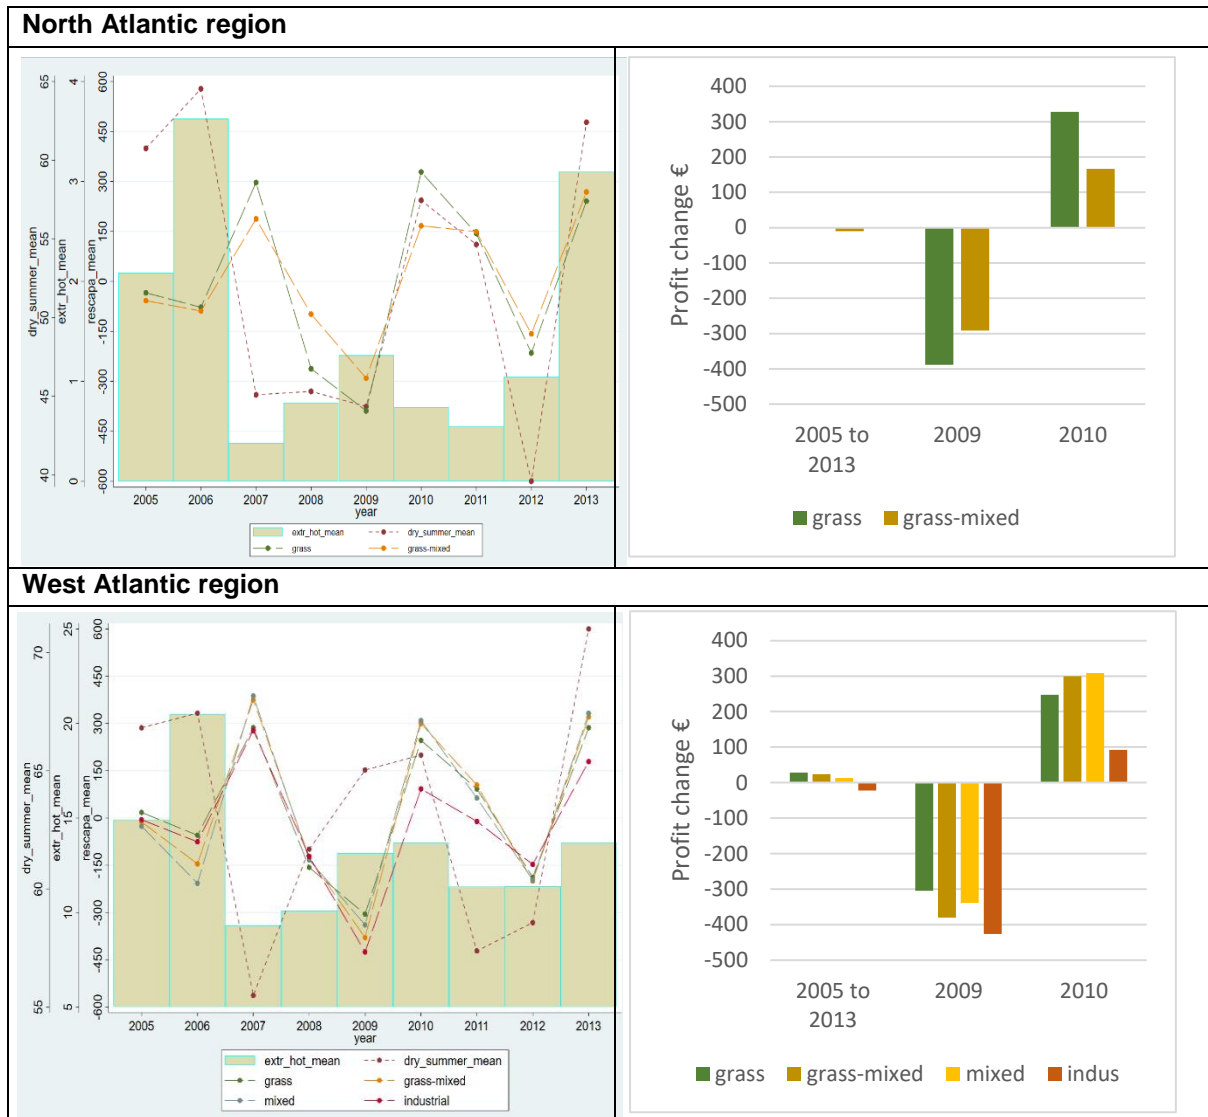 North Atlantic region
dry_summer_mean
40 45 50 55 60 65
extr_hot_mean
0 1 2 3 4
rescapa_mean
-600 -450 -300 -150 0 150 300 450 600
2005 2006 2007 2008 2009 2010 2011 2012 2013
year
extr_hot_mean dry_summer_mean
grass grass-mixed
Profit change €
400
300
200
100
0
-100
-200
-300
-400
-500
2005 to 2009 2010
2013
grass grass-mixed
West Atlantic region
dry_summer_mean
55 60 65 70
extr_hot_mean
5 10 15 20 25
rescapa_mean
-600 -450 -300 -150 0 150 300 450 600
2005 2006 2007 2008 2009 2010 2011 2012 2013
year
extr_hot_mean dry_summer_mean
grass grass-mixed
mixed industrial
Profit change €
400
300
200
100
0
-100
-200
-300
-400
-500
2005 to 2009 2010
2013
grass grass-mixed mixed indus